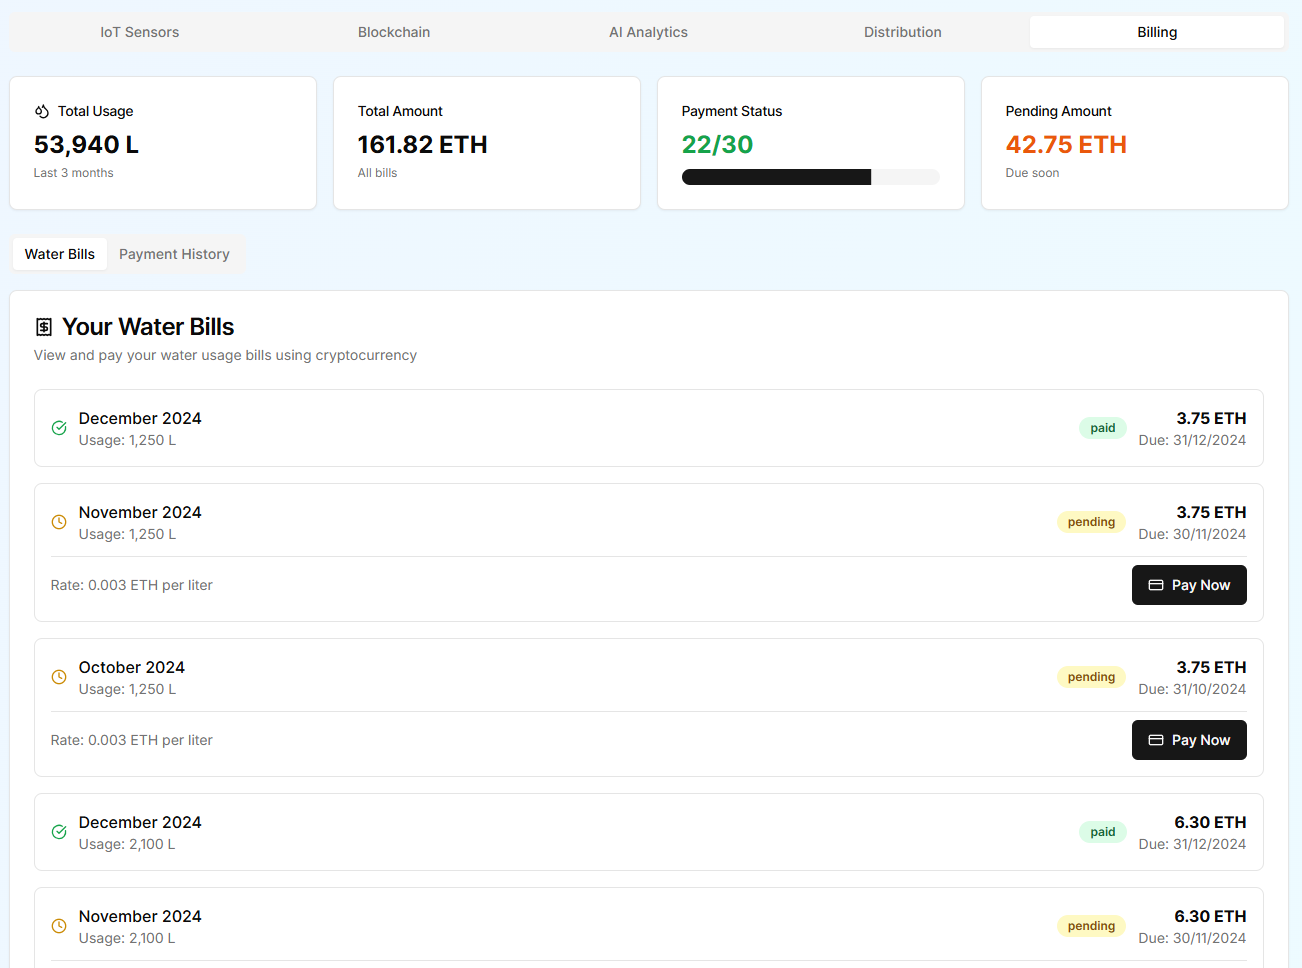 IoT Sensors
Blockchain
AI Analytics
Distribution
Billing
Total Usage
53,940 L
Last 3 months
Total Amount
161.82 ETH
All bills
Payment Status
22/30
Pending Amount
42.75 ETH
Due soon
Water Bills
Payment History
Your Water Bills
View and pay your water usage bills using cryptocurrency
December 2024
Usage: 1,250 L
paid
3.75 ETH
Due: 31/12/2024
November 2024
Usage: 1,250 L
pending
3.75 ETH
Due: 30/11/2024
Rate: 0.003 ETH per liter
Pay Now
October 2024
Usage: 1,250 L
pending
3.75 ETH
Due: 31/10/2024
Rate: 0.003 ETH per liter
Pay Now
December 2024
Usage: 2,100 L
paid
6.30 ETH
Due: 31/12/2024
November 2024
Usage: 2,100 L
pending
6.30 ETH
Due: 30/11/2024